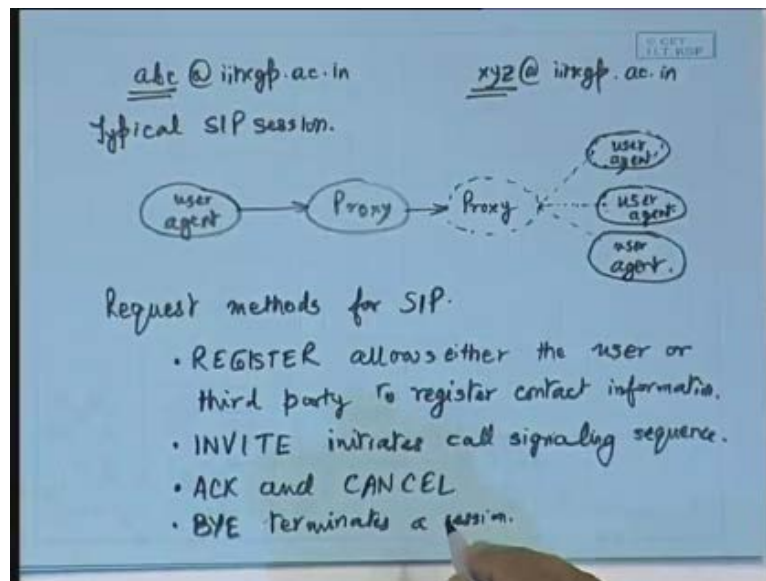 © CET
I.I.T. KGP
abc @ iitkgp.ac.in xyz @ iitkgp.ac.in
Typical SIP session.
user agent Proxy Proxy user agent
user agent
user agent.
Request methods for SIP.
• REGISTER allows either the user or
third party to register contact information.
• INVITE initiates call signaling sequence.
• ACK and CANCEL
• BYE terminates a session.